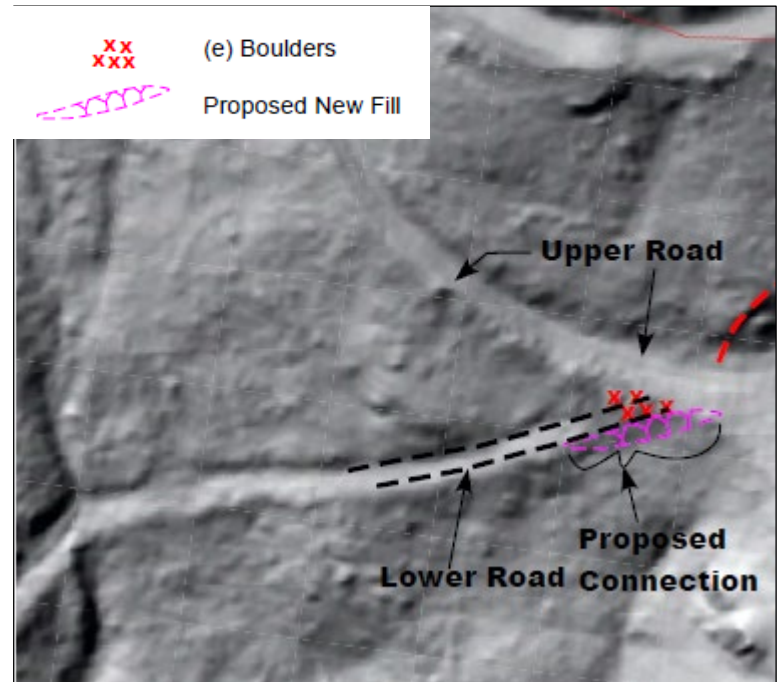 (e) Boulders
Proposed New Fill
Upper Road
Lower Road
Proposed
Connection